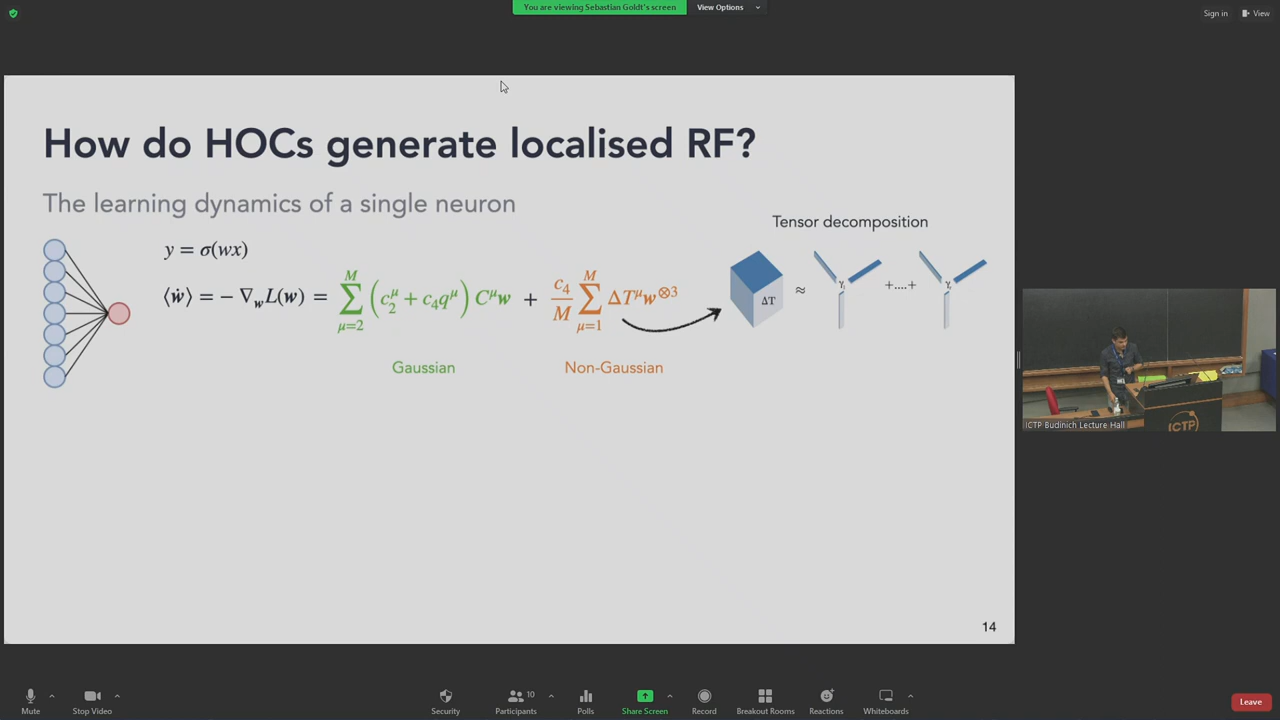 You are viewing Sebastian Goldt's screen
View Options
Sign in
View
How do HOCs generate localised RF?
The learning dynamics of a single neuron
Tensor decomposition
y = σ(wx)
⟨ẇ⟩ = − ∇_w L(w) = ∑_{μ=2}^{M} (c_2^μ + c_4 q^μ) C^μ w + c_4/M ∑_{μ=1}^{M} ΔT^μ w^{⊗3}
ΔT ≈ γ_i +....+ γ_i
Gaussian
Non-Gaussian
14
ICTP
ICTP Budinich Lecture Hall
Mute
Stop Video
Security
Participants
10
Polls
Share Screen
Record
Breakout Rooms
Reactions
Whiteboards
Leave